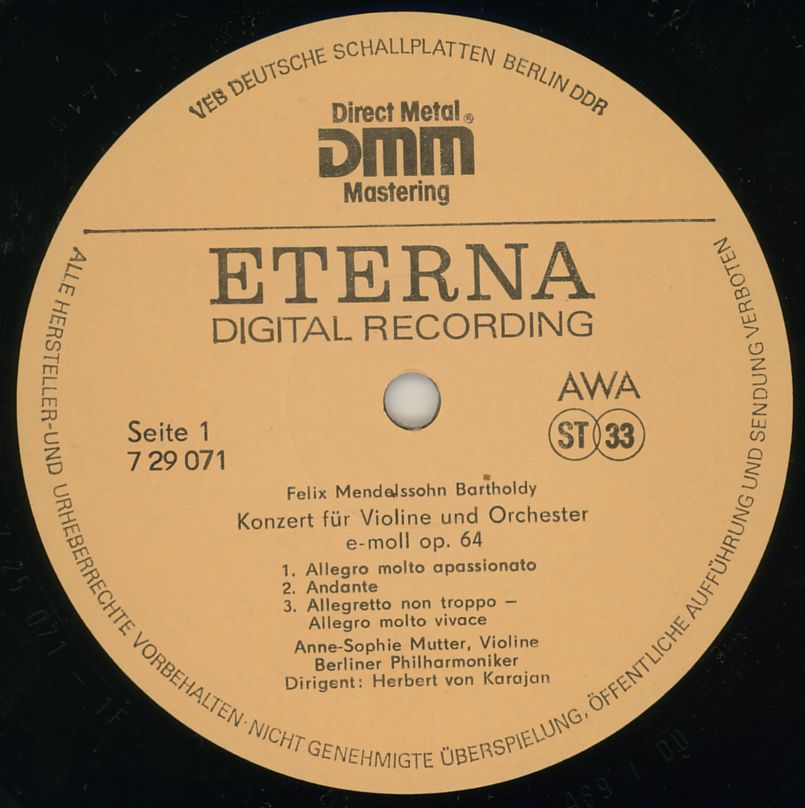 VEB DEUTSCHE SCHALLPLATTEN BERLIN DDR
Direct Metal ®
DMM
Mastering
ETERNA
DIGITAL RECORDING
AWA
ST 33
Seite 1
7 29 071
Felix Mendelssohn Bartholdy
Konzert für Violine und Orchester
e-moll op. 64
1. Allegro molto apassionato
2. Andante
3. Allegretto non troppo –
Allegro molto vivace
Anne-Sophie Mutter, Violine
Berliner Philharmoniker
Dirigent: Herbert von Karajan
ALLE HERSTELLER-UND URHEBERRECHTE VORBEHALTEN·NICHT GENEHMIGTE ÜBERSPIELUNG, ÖFFENTLICHE AUFFÜHRUNG UND SENDUNG VERBOTEN